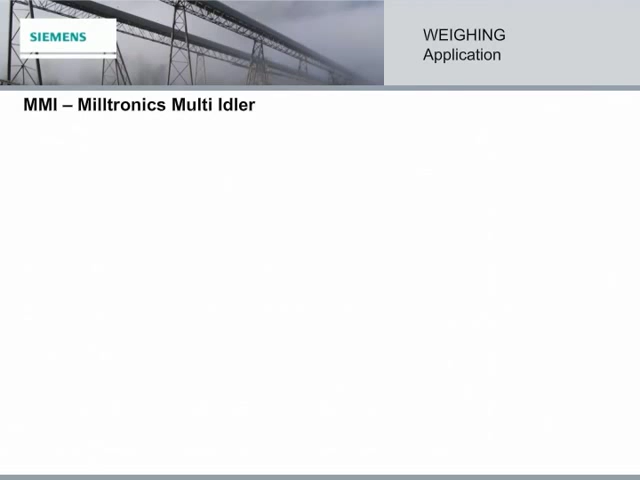 SIEMENS
WEIGHING
Application
MMI – Milltronics Multi Idler